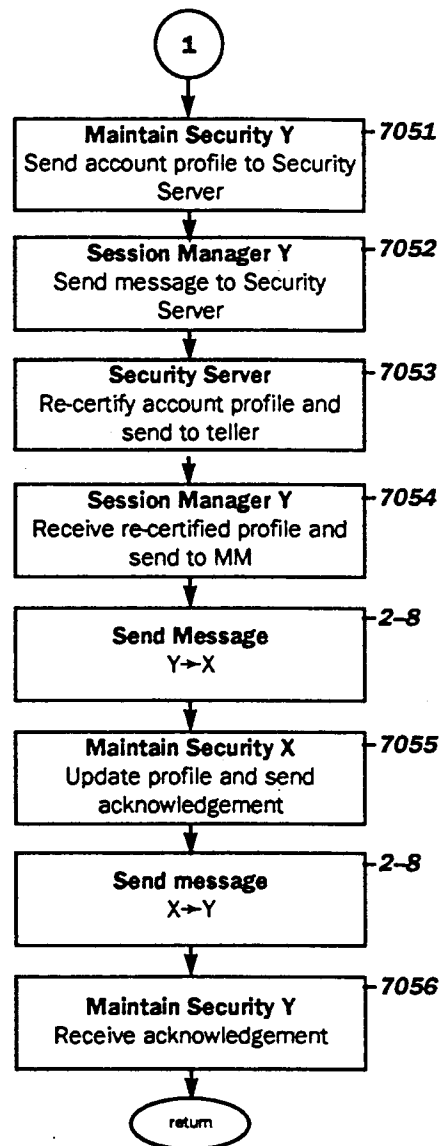 1
Maintain Security Y
7051
Send account profile to Security
Server
Session Manager Y
7052
Send message to Security
Server
Security Server
7053
Re-certify account profile and
send to teller
Session Manager Y
7054
Receive re-certified profile and
send to MM
Send Message
2-8
Y→X
Maintain Security X
7055
Update profile and send
acknowledgement
Send message
2-8
X→Y
Maintain Security Y
7056
Receive acknowledgement
return